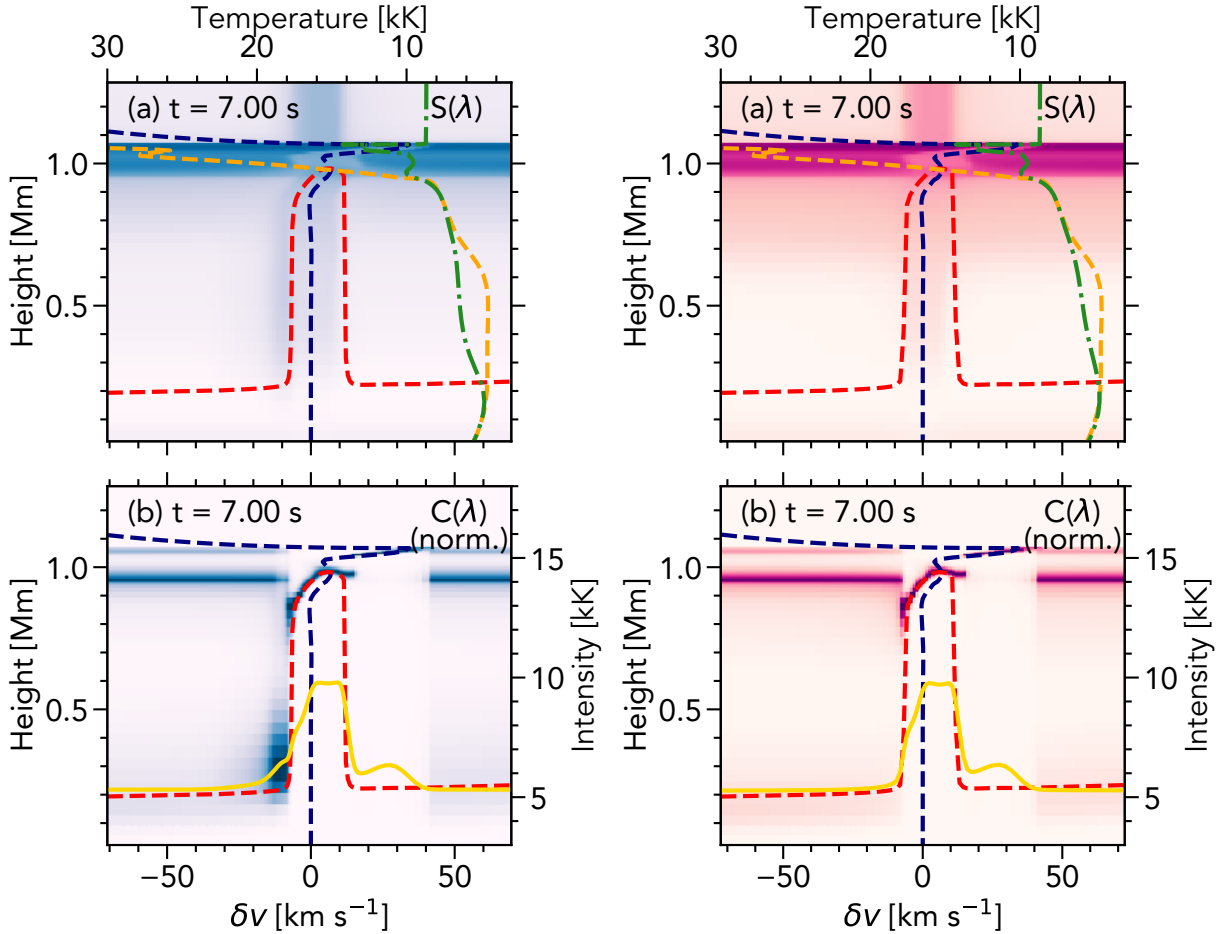 Temperature [kK]
30 20 10
(a) t = 7.00 s
S(λ)
1.0
0.5
Height [Mm]
(b) t = 7.00 s
C(λ)
(norm.)
1.0
0.5
Height [Mm]
15
10
5
Intensity [kK]
−50 0 50
δv [km s⁻¹]
Temperature [kK]
30 20 10
(a) t = 7.00 s
S(λ)
1.0
0.5
Height [Mm]
(b) t = 7.00 s
C(λ)
(norm.)
1.0
0.5
Height [Mm]
15
10
5
Intensity [kK]
−50 0 50
δv [km s⁻¹]